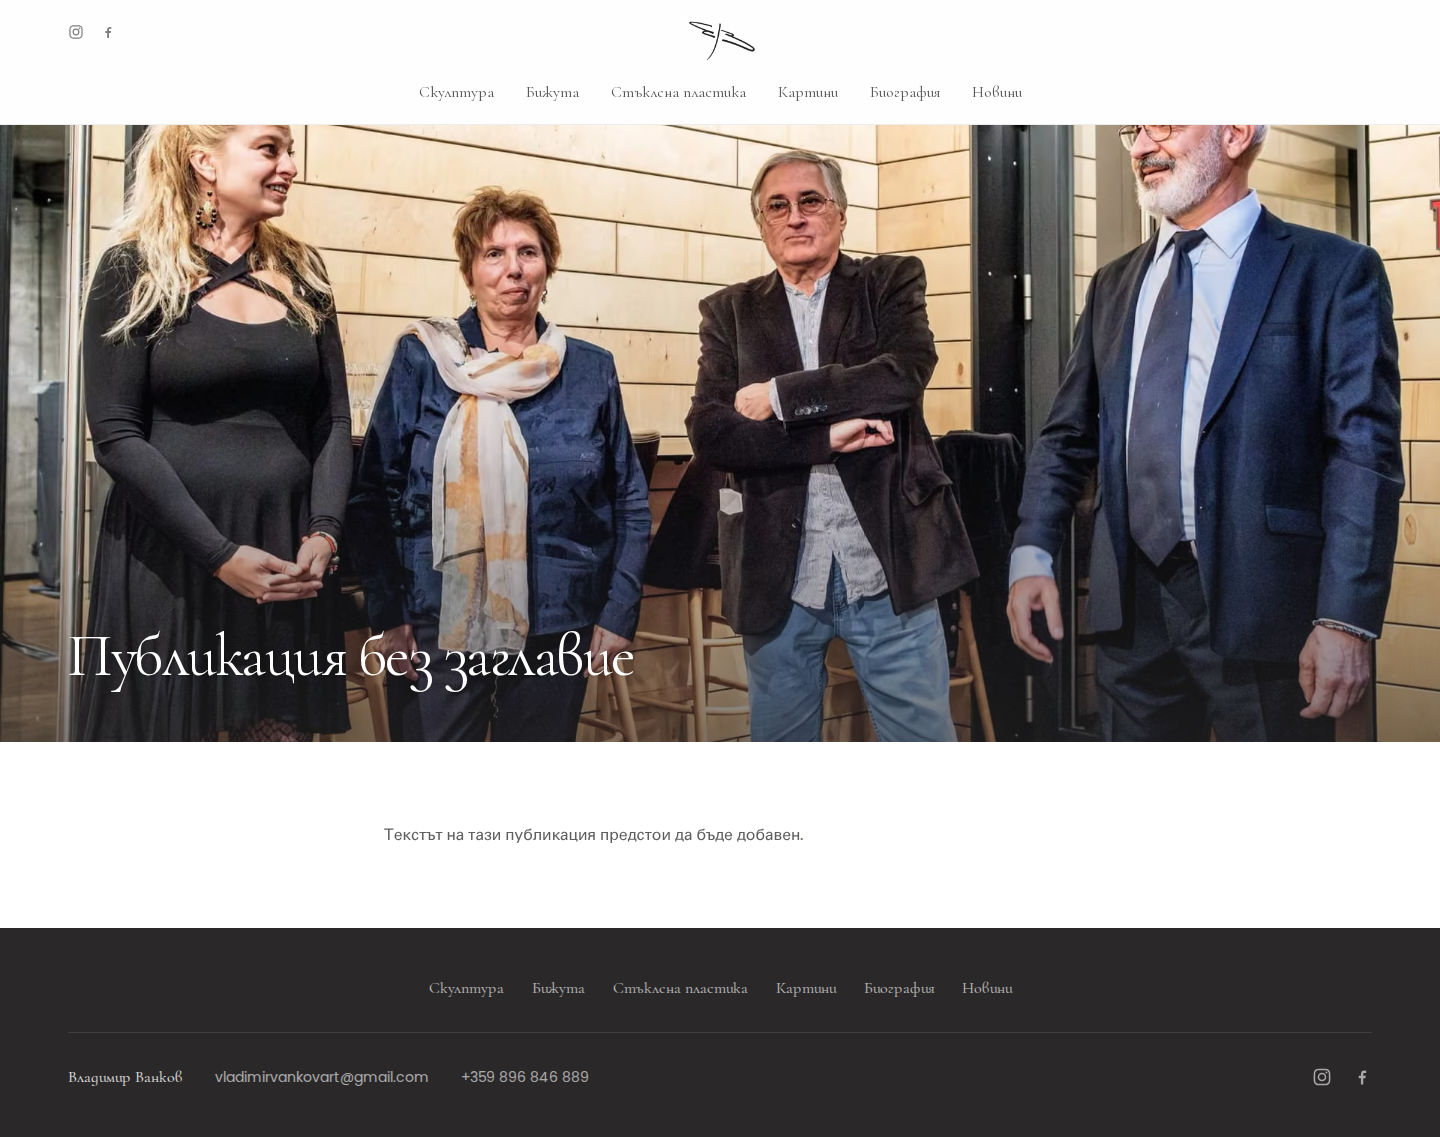 Скулптура Бижута Стъклена пластика Картини Биография Новини
Публикация без заглавие
Текстът на тази публикация предстои да бъде добавен.
Скулптура Бижута Стъклена пластика Картини Биография Новини
Владимир Ванков vladimirvankovart@gmail.com +359 896 846 889